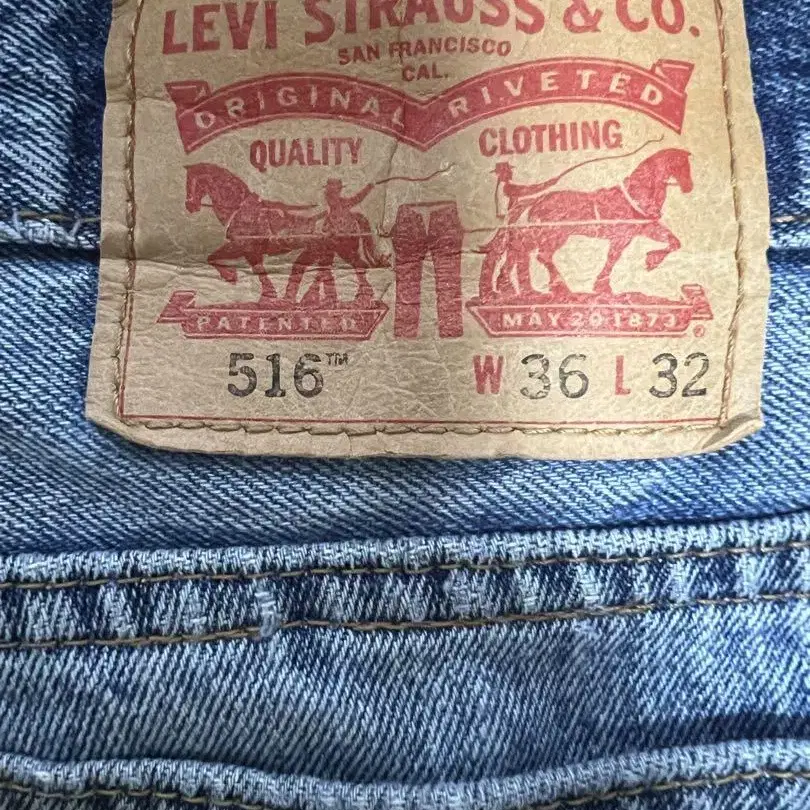 LEVI STRAUSS & CO.
SAN FRANCISCO
CAL.
ORIGINAL RIVETED
QUALITY CLOTHING
PATENTED MAY 20 1873 ®
516™ W 36 L 32